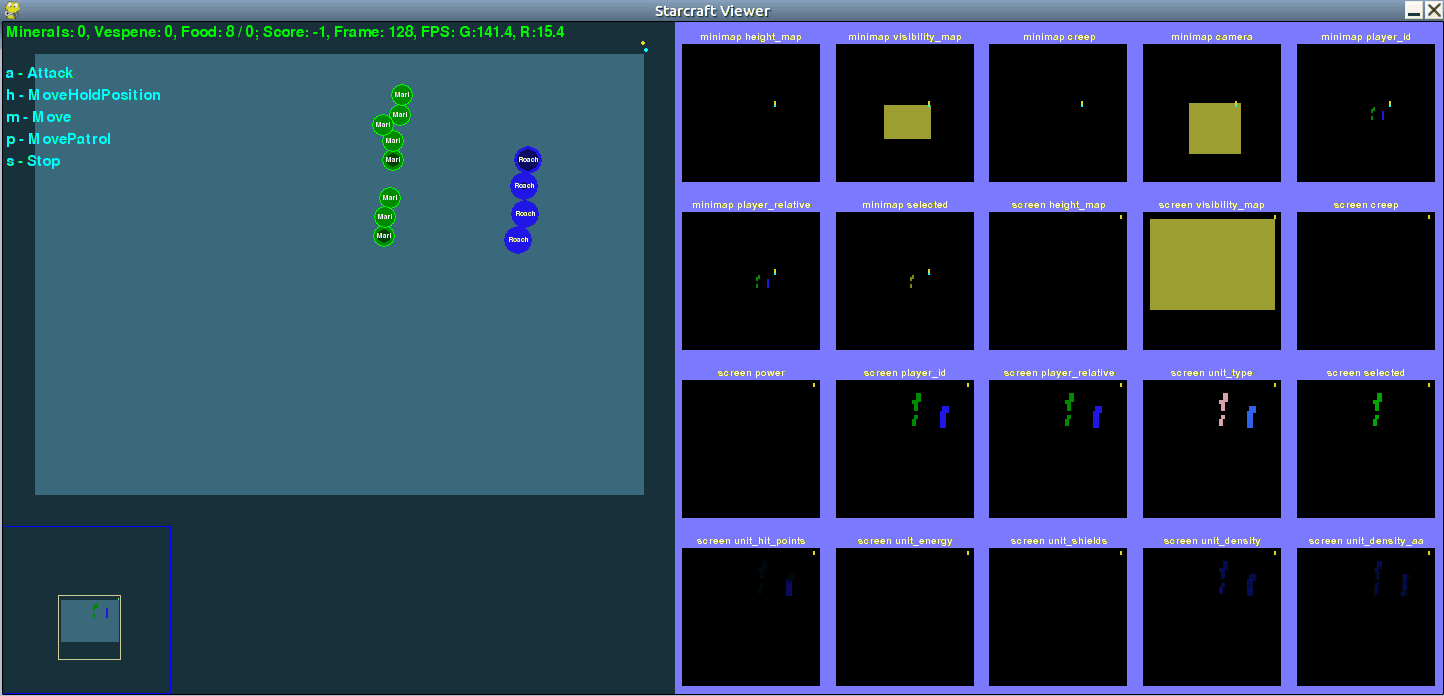 Starcraft Viewer
Minerals: 0, Vespene: 0, Food: 8 / 0; Score: -1, Frame: 128, FPS: G:141.4, R:15.4
a - Attack
h - MoveHoldPosition
m - Move
p - MovePatrol
s - Stop
Mari
Mari
Mari
Mari
Mari
Mari
Mari
Mari
Roach
Roach
Roach
Roach
minimap height_map
minimap visibility_map
minimap creep
minimap camera
minimap player_id
minimap player_relative
minimap selected
screen height_map
screen visibility_map
screen creep
screen power
screen player_id
screen player_relative
screen unit_type
screen selected
screen unit_hit_points
screen unit_energy
screen unit_shields
screen unit_density
screen unit_density_aa